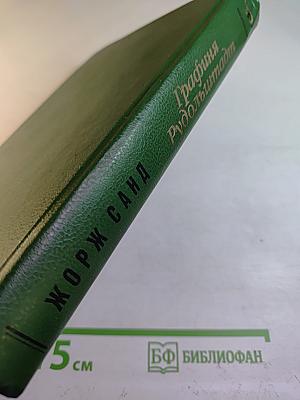 Графиня
Рудольштадт
ЖОРЖ САНД
5 см
БФ БИБЛИОФАН